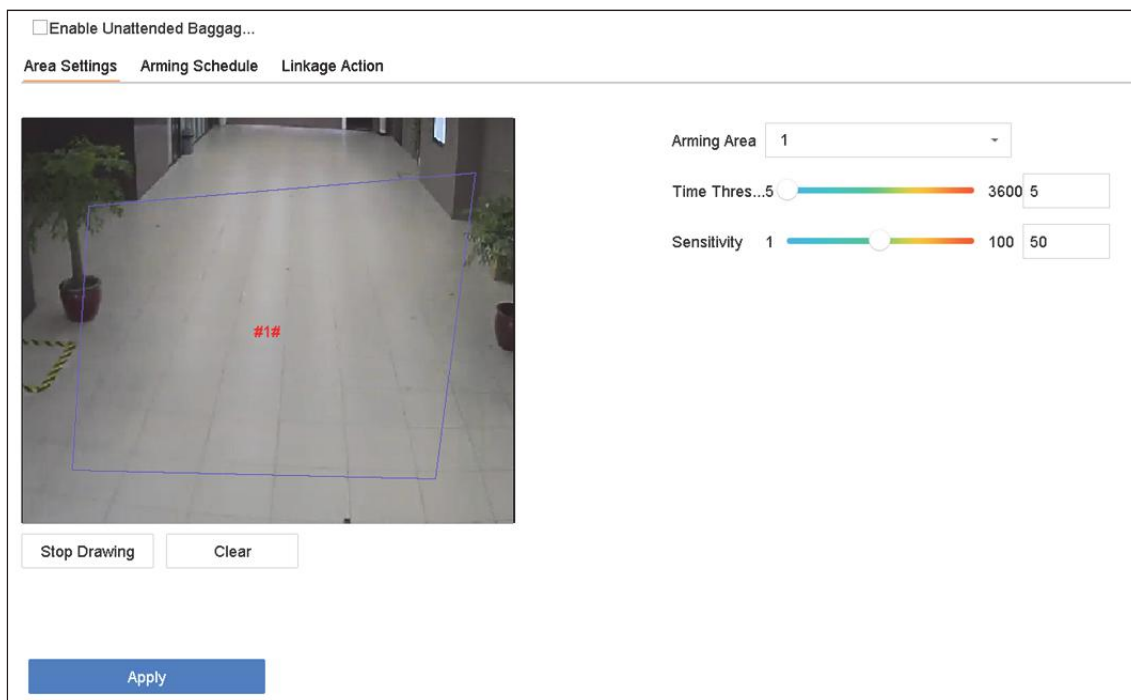 Enable Unattended Baggag...
Area Settings Arming Schedule Linkage Action
Arming Area 1
Time Thres...5 3600 5
Sensitivity 1 100 50
#1#
Stop Drawing Clear
Apply